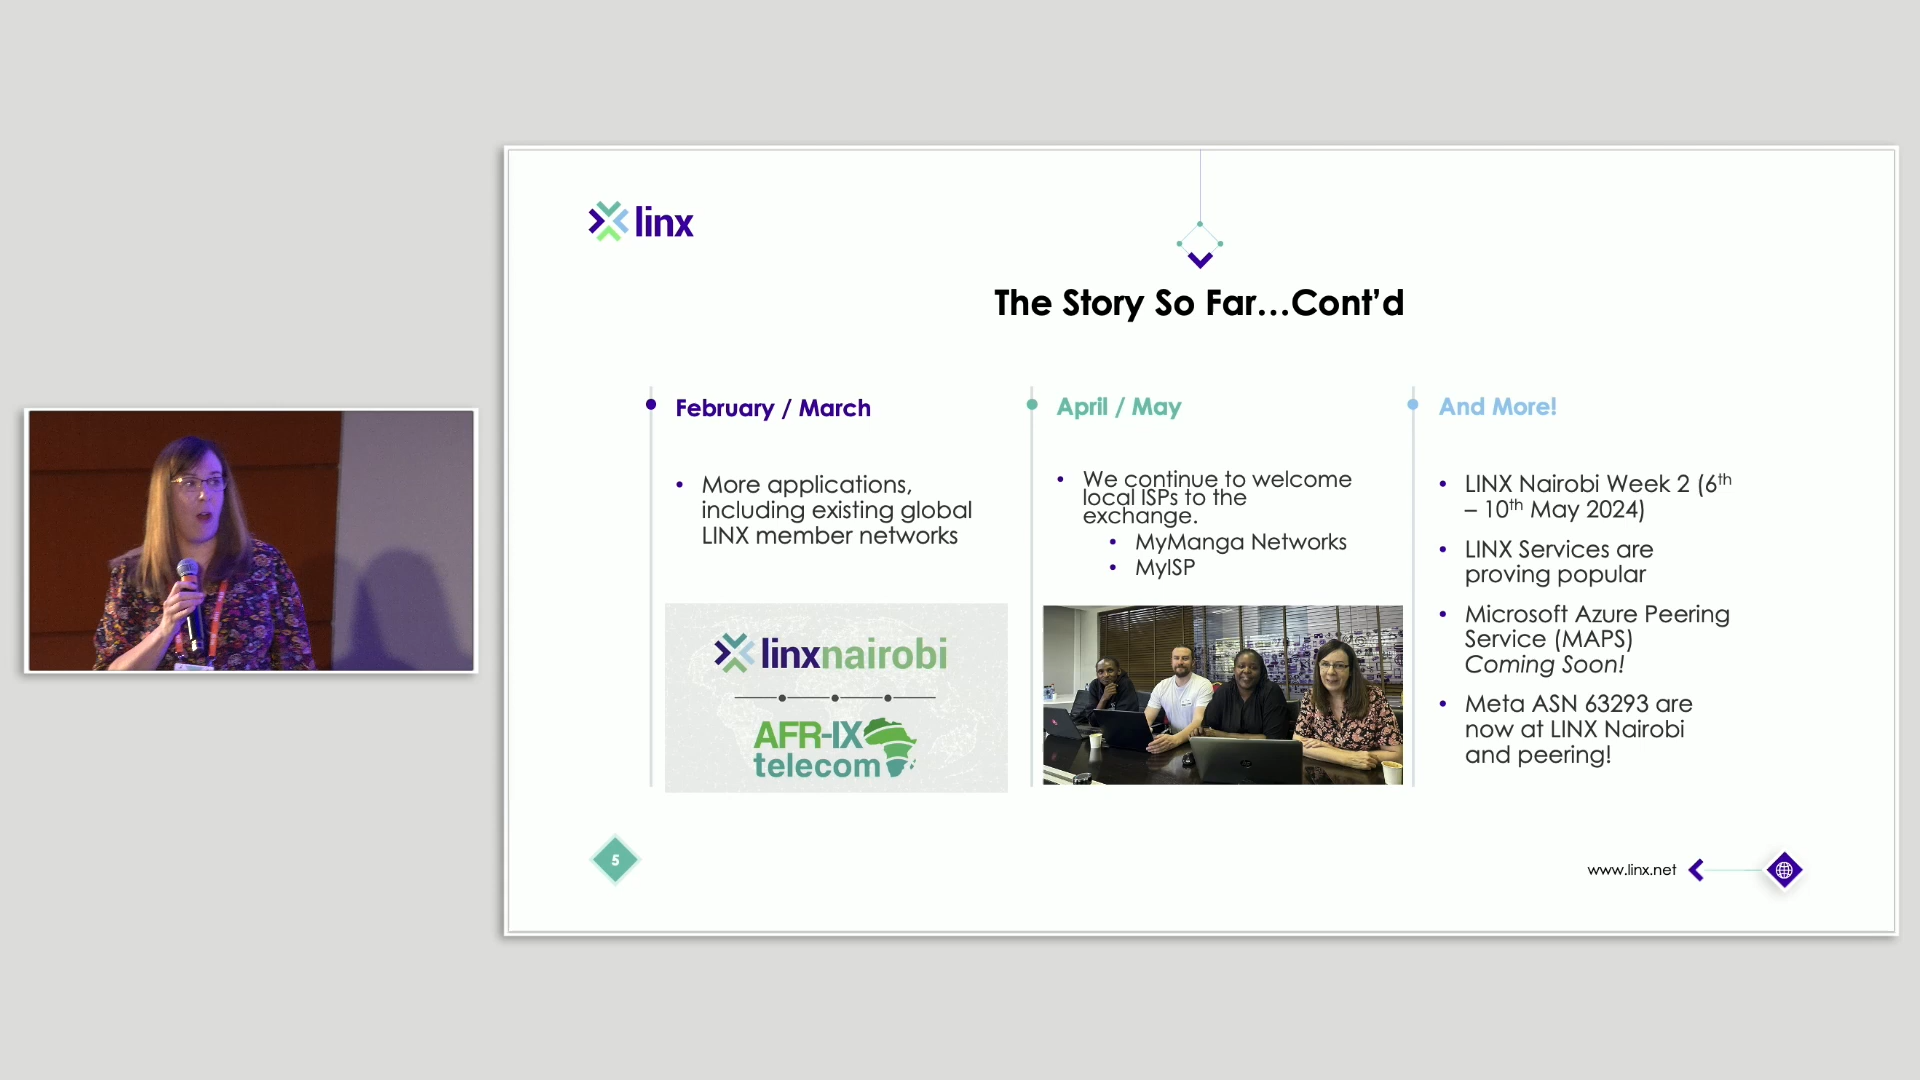 linx
The Story So Far...Cont'd
February / March
• More applications,
including existing global
LINX member networks
linxnairobi
AFR-IX
telecom
April / May
• We continue to welcome
local ISPs to the
exchange.
• MyManga Networks
• MyISP
And More!
• LINX Nairobi Week 2 (6th
– 10th May 2024)
• LINX Services are
proving popular
• Microsoft Azure Peering
Service (MAPS)
Coming Soon!
• Meta ASN 63293 are
now at LINX Nairobi
and peering!
5
www.linx.net